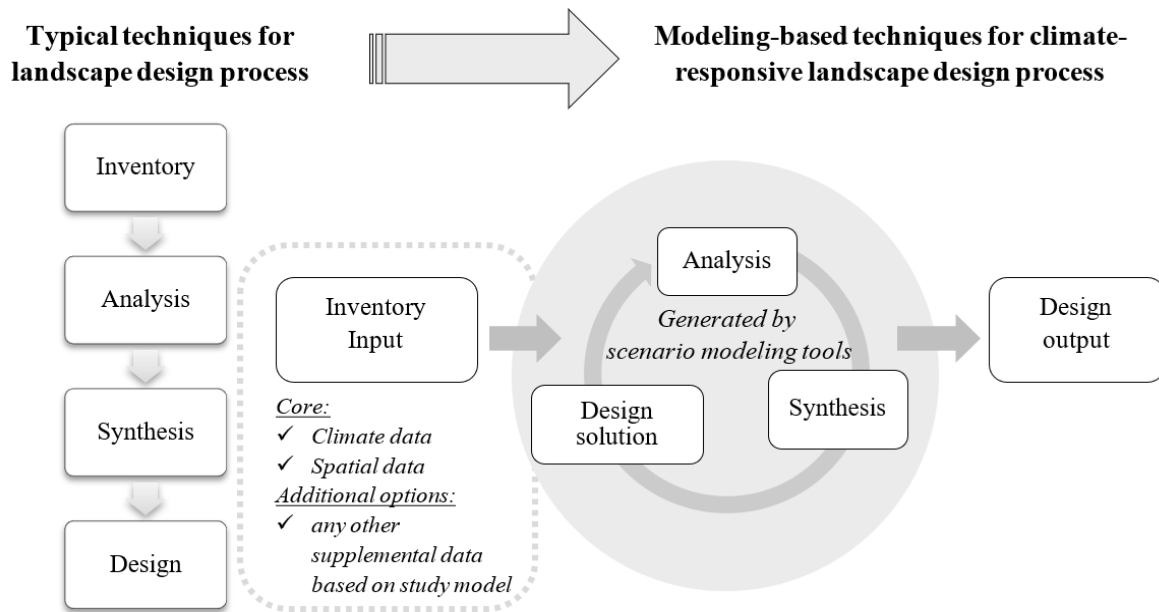 Typical techniques for
landscape design process
Modeling-based techniques for climate-
responsive landscape design process
Inventory
Analysis
Synthesis
Design
Inventory
Input
Core:
✓ Climate data
✓ Spatial data
Additional options:
✓ any other
supplemental data
based on study model
Analysis
Generated by
scenario modeling tools
Design
solution
Synthesis
Design
output